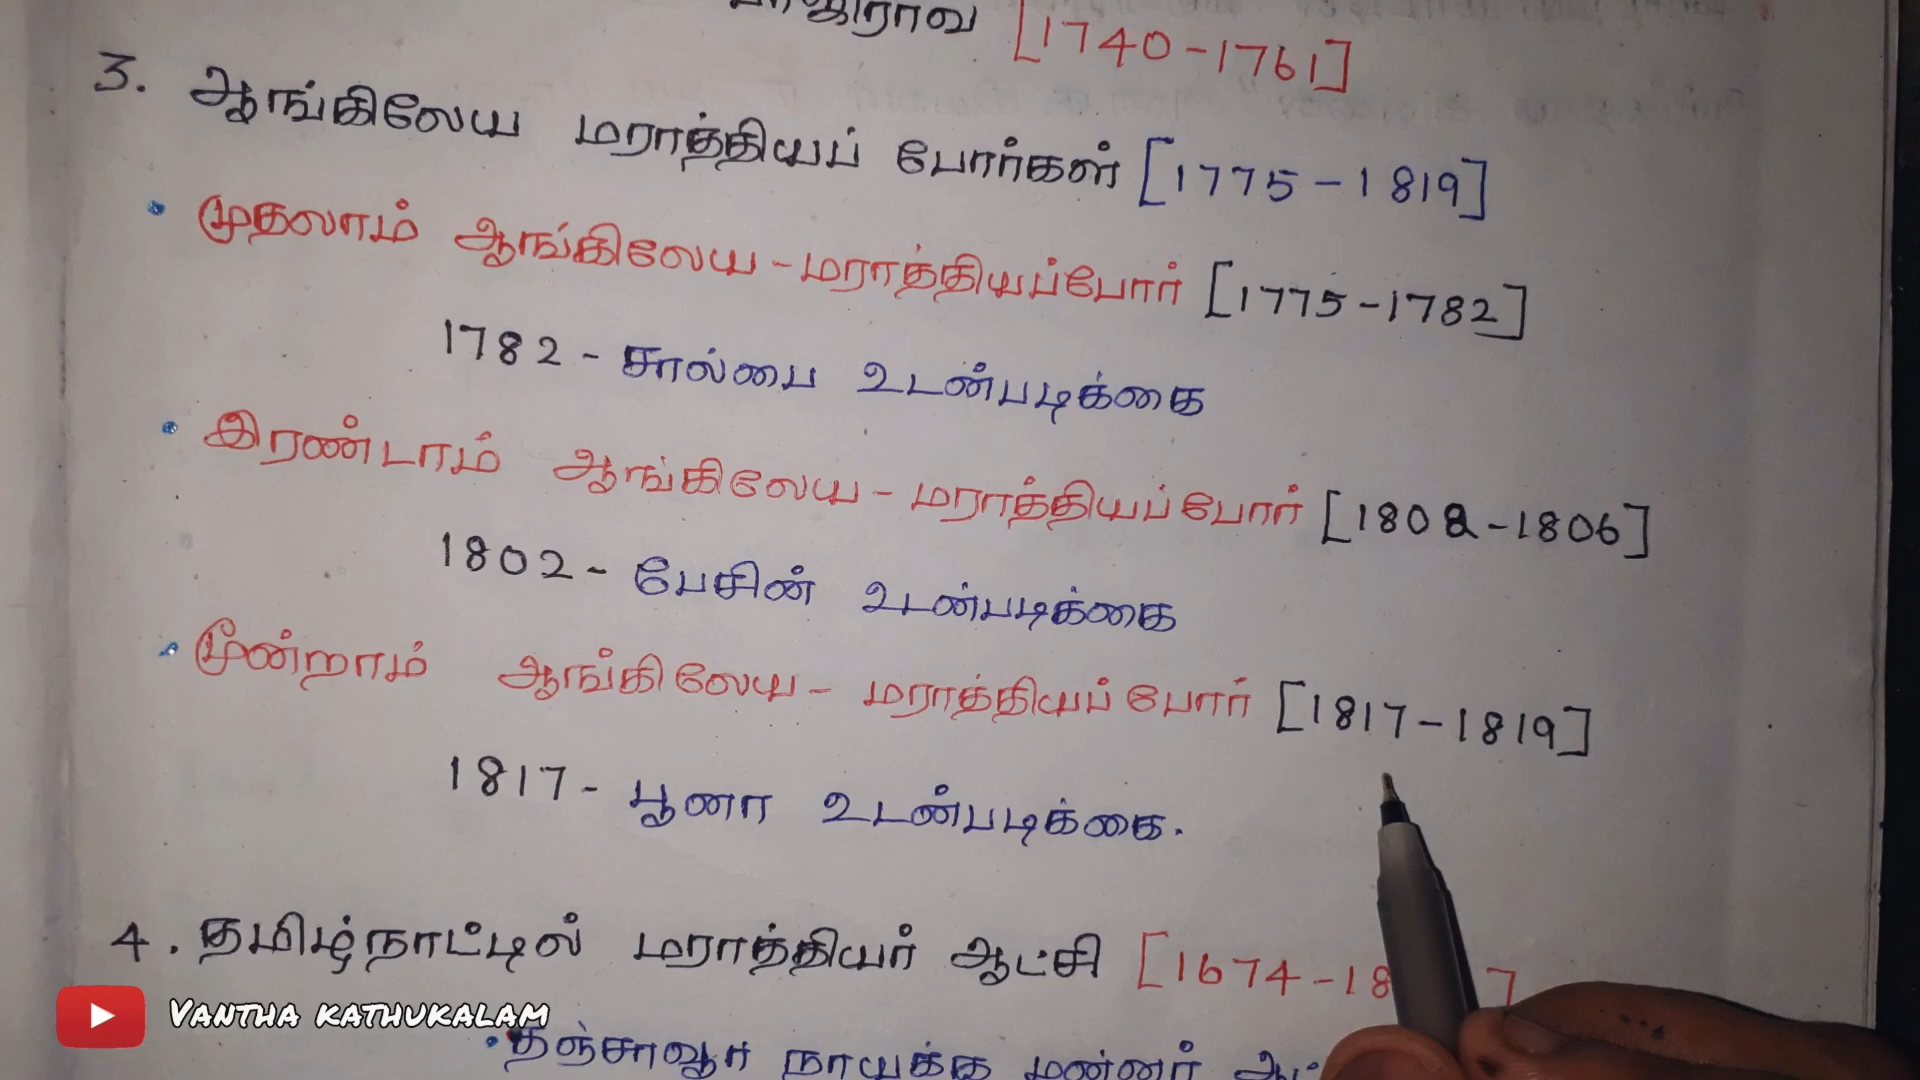 [1740-1761]
3. ஆங்கிலேய மராத்தியப் போர்கள் [1775-1819]
• முதலாம் ஆங்கிலேய-மராத்தியப்போர் [1775-1782]
1782- சால்பை உடன்படிக்கை
• இரண்டாம் ஆங்கிலேய-மராத்தியப்போர் [1802-1806]
1802- பேசின் உடன்படிக்கை
• மூன்றாம் ஆங்கிலேய-மராத்தியப்போர் [1817-1819]
1817- பூனா உடன்படிக்கை.
4. தமிழ்நாட்டில் மராத்தியர் ஆட்சி [1674-18
VANTHA KATHUKALAM
• தஞ்சாவூர் நாயக்க மன்னர்